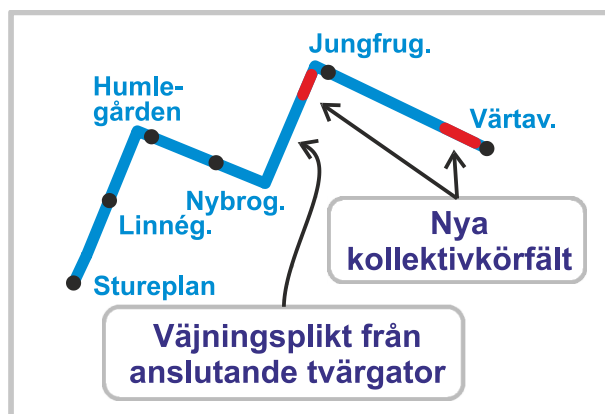 Jungfrug.
Humle-
gården
Värtav.
Nybrog.
Linnég.
Stureplan
Nya
kollektivkörfält
Väjningsplikt från
anslutande tvärgator